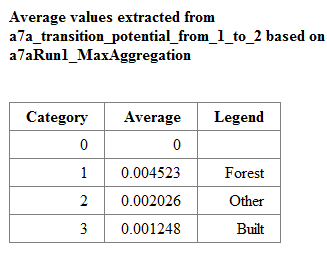 Average values extracted from
a7a_transition_potential_from_1_to_2 based on
a7aRun1_MaxAggregation
Category Average Legend
0 0
1 0.004523 Forest
2 0.002026 Other
3 0.001248 Built